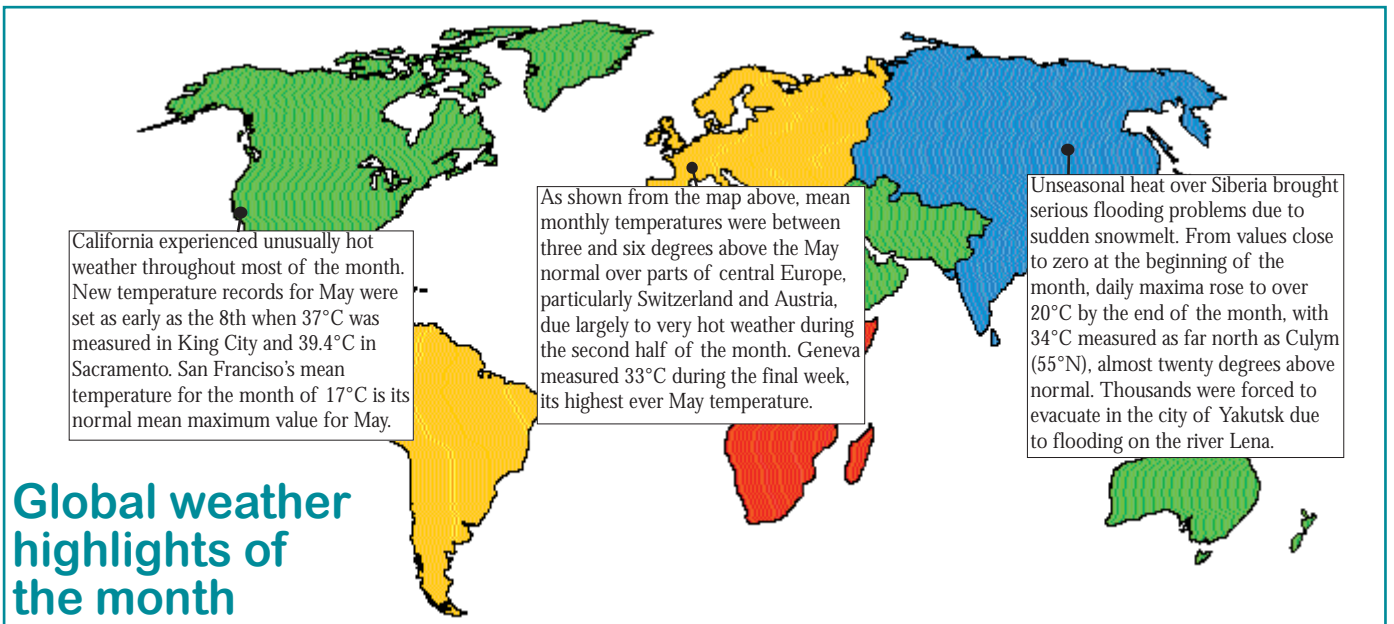 California experienced unusually hot
weather throughout most of the month.
New temperature records for May were
set as early as the 8th when 37°C was
measured in King City and 39.4°C in
Sacramento. San Franciso's mean
temperature for the month of 17°C is its
normal mean maximum value for May.
As shown from the map above, mean
monthly temperatures were between
three and six degrees above the May
normal over parts of central Europe,
particularly Switzerland and Austria,
due largely to very hot weather during
the second half of the month. Geneva
measured 33°C during the final week,
its highest ever May temperature.
Unseasonal heat over Siberia brought
serious flooding problems due to
sudden snowmelt. From values close
to zero at the beginning of the
month, daily maxima rose to over
20°C by the end of the month, with
34°C measured as far north as Culym
(55°N), almost twenty degrees above
normal. Thousands were forced to
evacuate in the city of Yakutsk due
to flooding on the river Lena.
Global weather
highlights of
the month